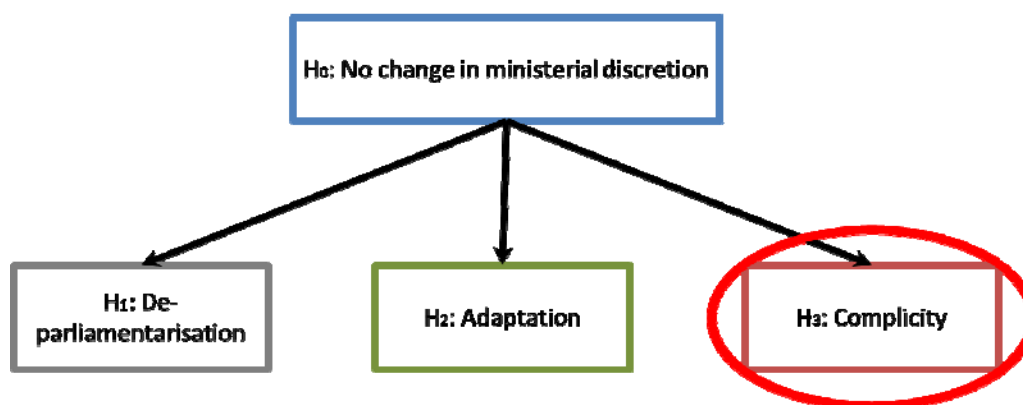 H₀: No change in ministerial discretion
H₁: De-
parliamentarisation
H₂: Adaptation
H₃: Complicity